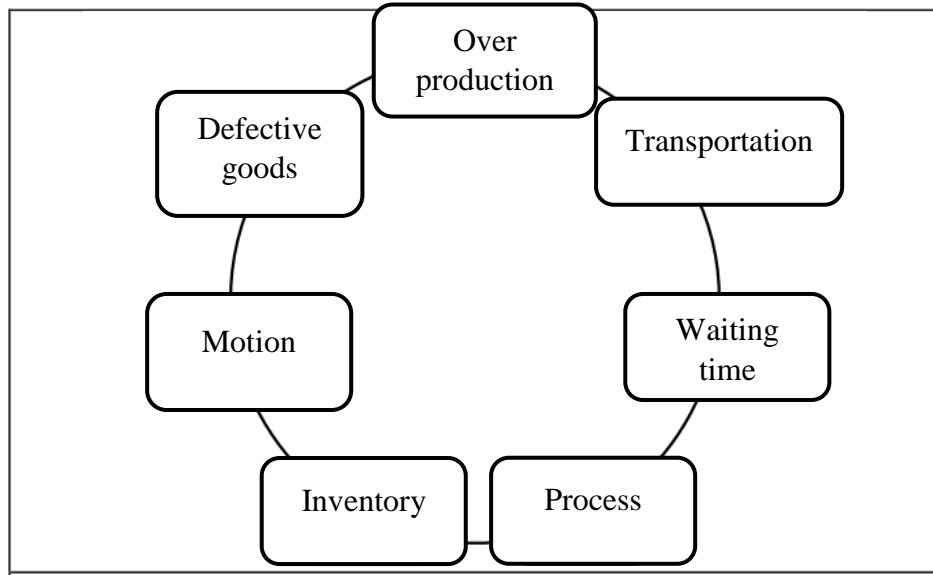 Over
production
Transportation
Waiting
time
Process
Inventory
Motion
Defective
goods